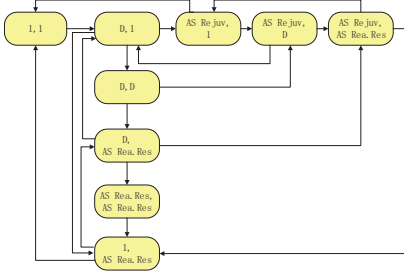 1,1
D,1
AS Rejuv,
1
AS Rejuv,
D
AS Rejuv,
AS Rea.Res
D,D
D,
AS Rea.Res
AS Rea.Res,
AS Rea.Res
1,
AS Rea.Res